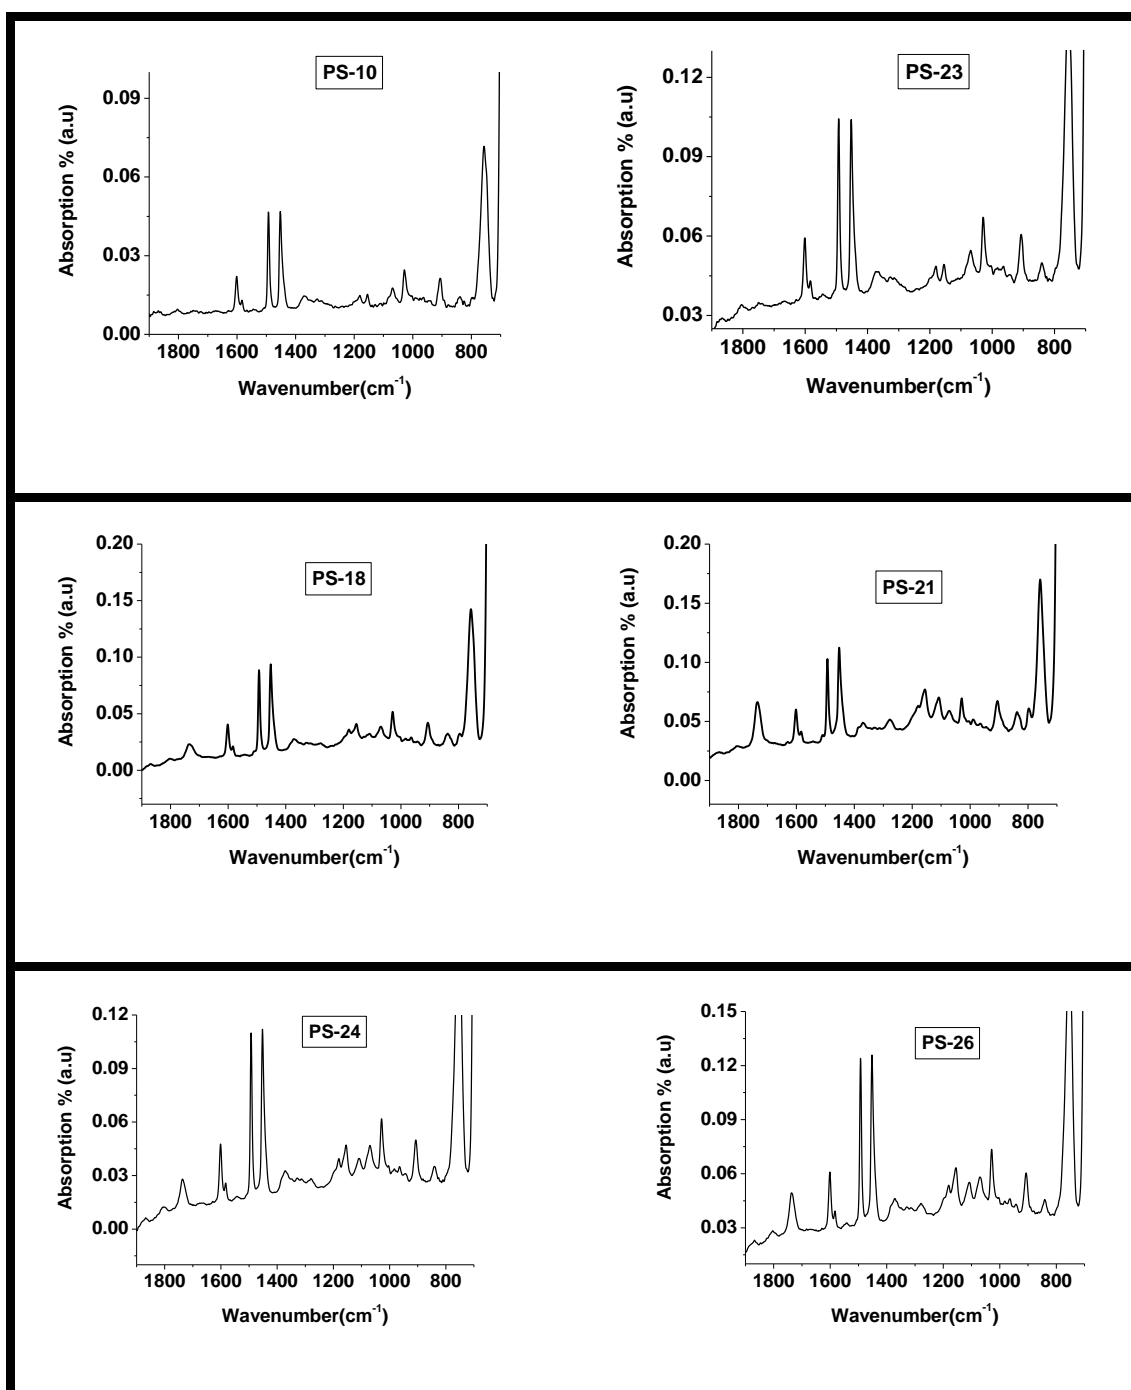 PS-10
Absorption % (a.u)
0.09
0.06
0.03
0.00
1800 1600 1400 1200 1000 800
Wavenumber(cm⁻¹)
PS-23
Absorption % (a.u)
0.12
0.09
0.06
0.03
1800 1600 1400 1200 1000 800
Wavenumber(cm⁻¹)
PS-18
Absorption % (a.u)
0.20
0.15
0.10
0.05
0.00
1800 1600 1400 1200 1000 800
Wavenumber(cm⁻¹)
PS-21
Absorption % (a.u)
0.20
0.15
0.10
0.05
0.00
1800 1600 1400 1200 1000 800
Wavenumber(cm⁻¹)
PS-24
Absorption % (a.u)
0.12
0.09
0.06
0.03
0.00
1800 1600 1400 1200 1000 800
Wavenumber(cm⁻¹)
PS-26
Absorption % (a.u)
0.15
0.12
0.09
0.06
0.03
1800 1600 1400 1200 1000 800
Wavenumber(cm⁻¹)